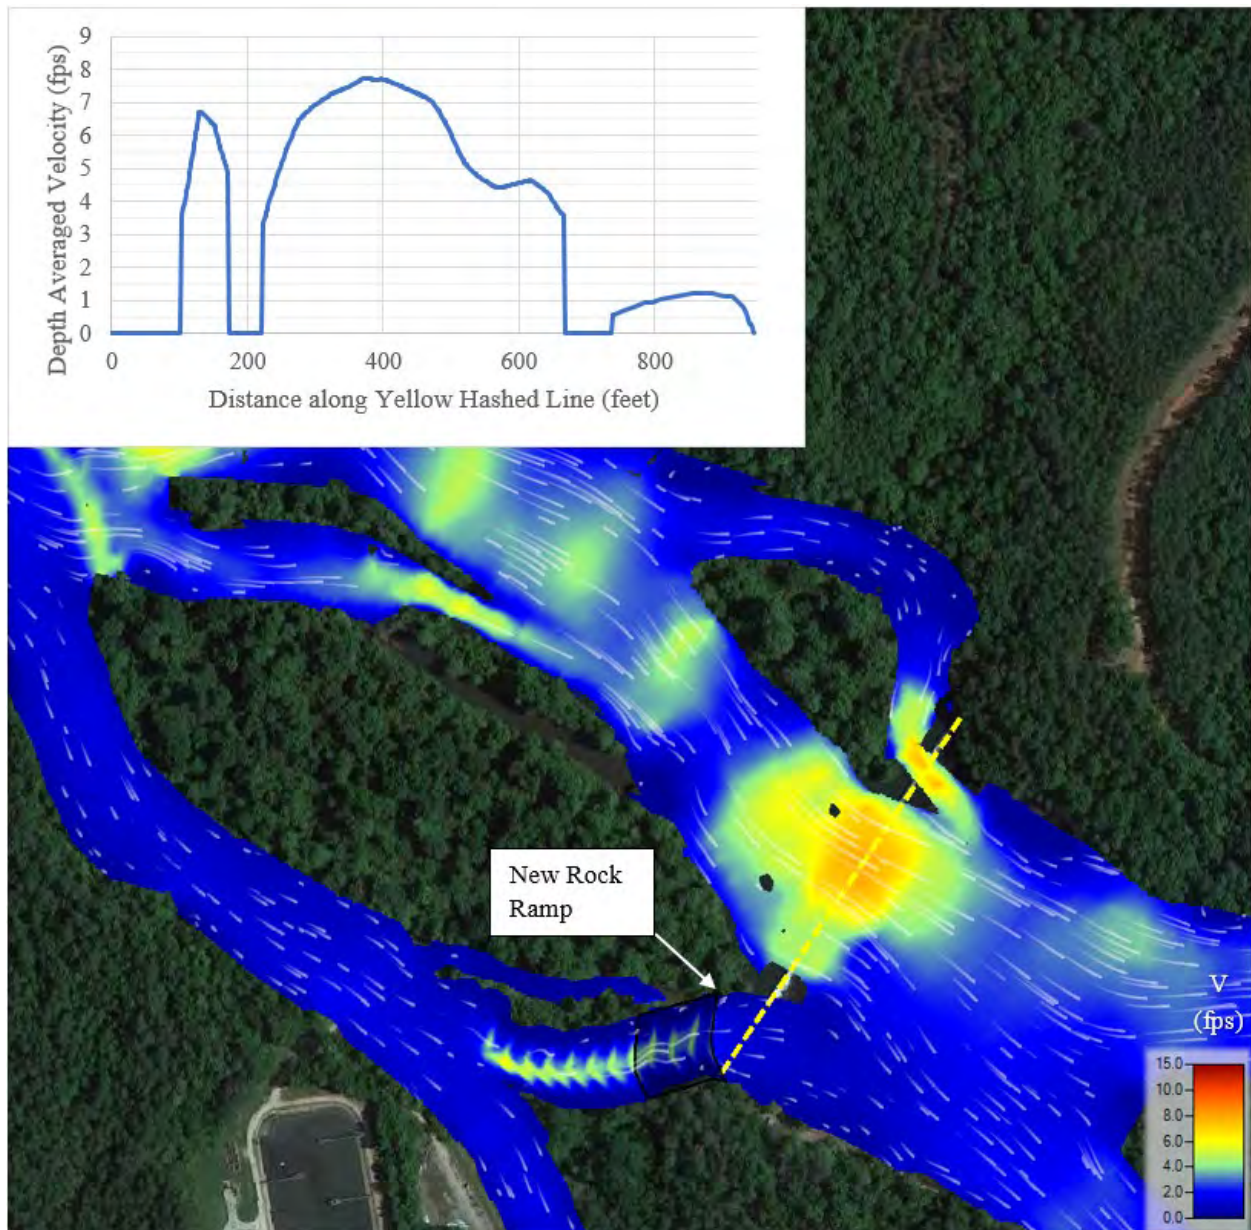 Depth Averaged Velocity (fps)
9
8
7
6
5
4
3
2
1
0
0 200 400 600 800
Distance along Yellow Hashed Line (feet)
New Rock
Ramp
V
(fps)
15.0
10.0
8.0
6.0
4.0
2.0
0.0